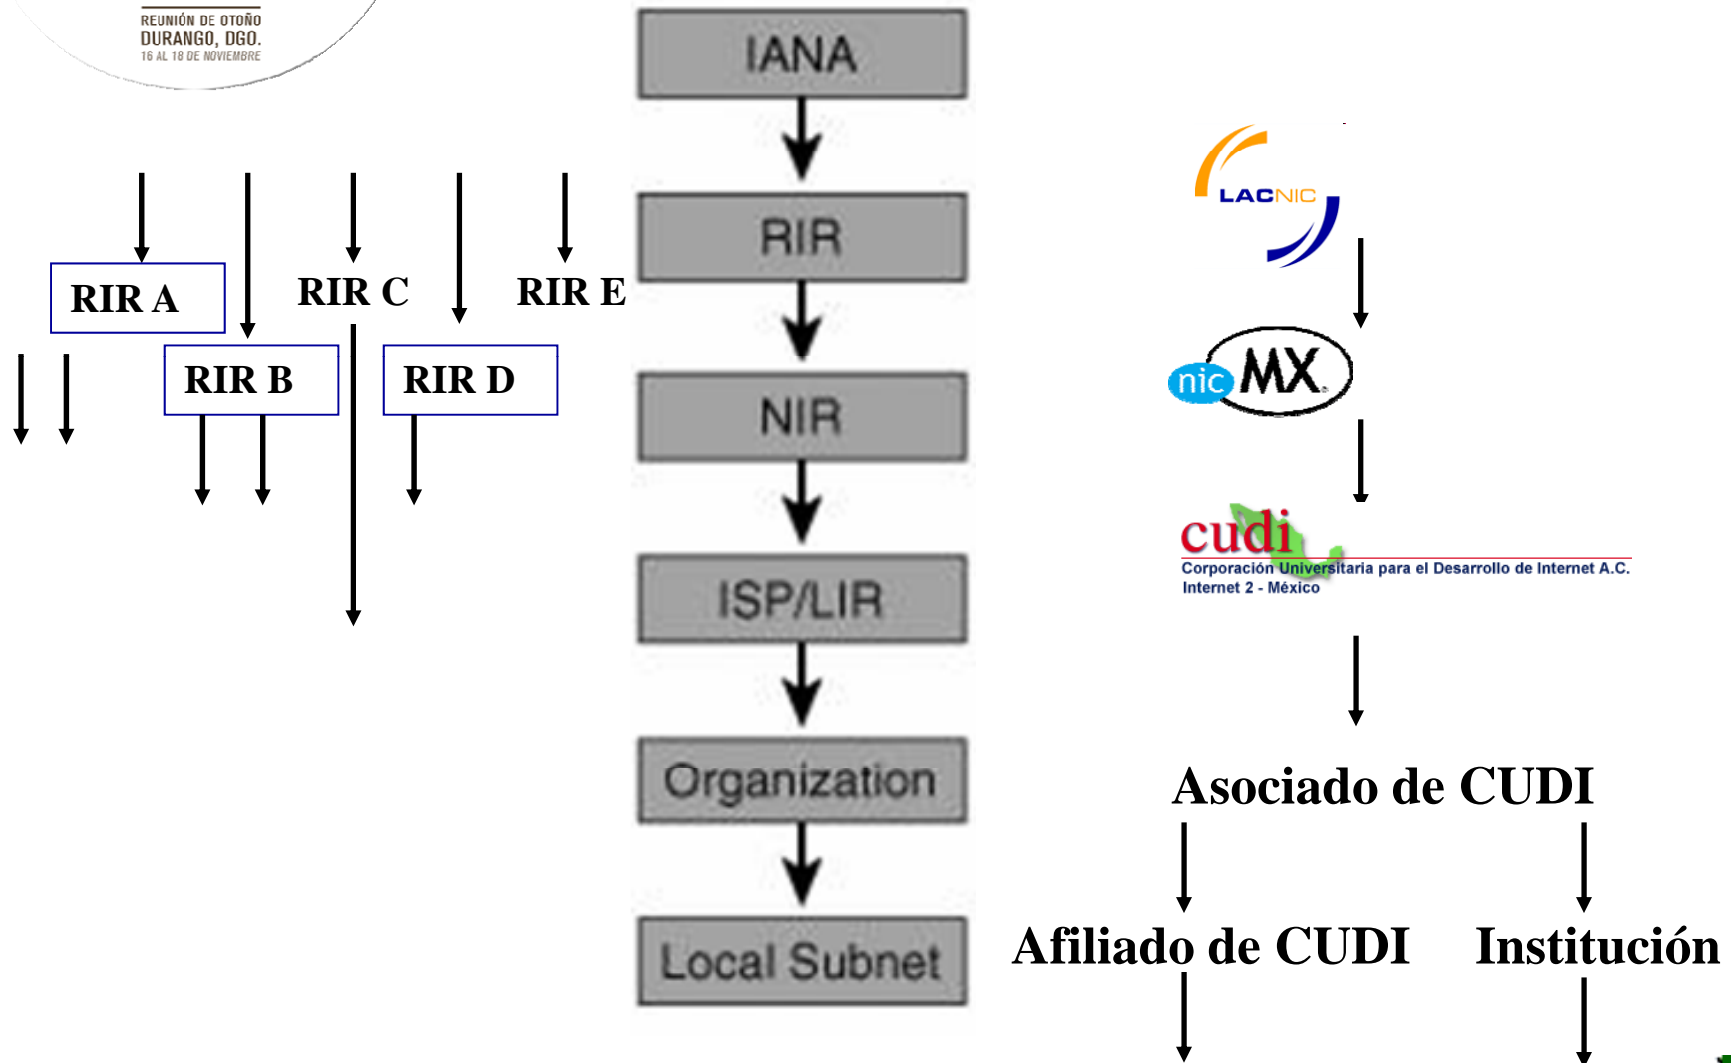 REUNIÓN DE OTOÑO
DURANGO, DGO.
16 AL 18 DE NOVIEMBRE
RIR A
RIR B
RIR C
RIR D
RIR E
IANA
RIR
NIR
ISP/LIR
Organization
Local Subnet
LACNIC
nic MX
cudi
Corporación Universitaria para el Desarrollo de Internet A.C.
Internet 2 - México
Asociado de CUDI
Afiliado de CUDI
Institución